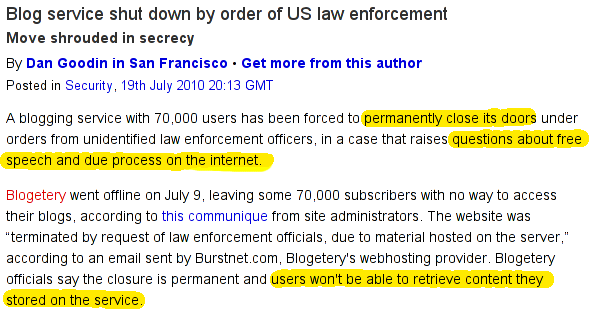 Blog service shut down by order of US law enforcement
Move shrouded in secrecy
By Dan Goodin in San Francisco • Get more from this author
Posted in Security, 19th July 2010 20:13 GMT
A blogging service with 70,000 users has been forced to permanently close its doors under
orders from unidentified law enforcement officers, in a case that raises questions about free
speech and due process on the internet.
Blogetery went offline on July 9, leaving some 70,000 subscribers with no way to access
their blogs, according to this communique from site administrators. The website was
“terminated by request of law enforcement officials, due to material hosted on the server,”
according to an email sent by Burstnet.com, Blogetery's webhosting provider. Blogetery
officials say the closure is permanent and users won't be able to retrieve content they
stored on the service.